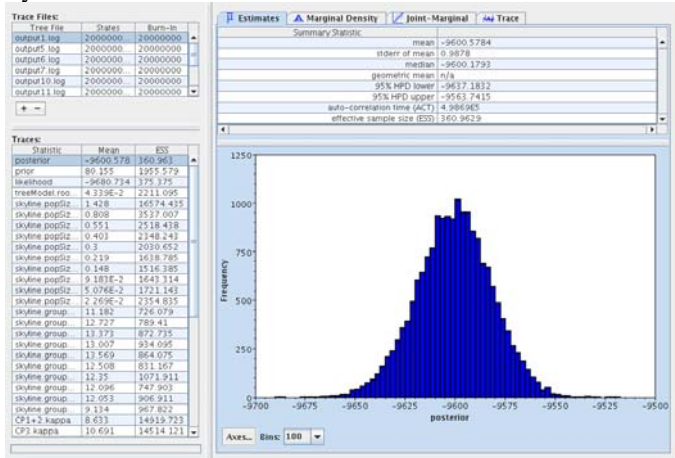 Trace Files:
Tree File States Burn-In
output1.log 2000000... 20000000
output5.log 2000000... 20000000
output6.log 2000000... 20000000
output7.log 2000000... 20000000
output10.log 2000000... 20000000
output11.log 2000000... 20000000
+ -
Traces:
Statistic Mean ESS
posterior -9600.578 360.963
prior 80.155 1955.579
likelihood -9680.734 375.375
treeModel.roo... 4.339E-2 2211.095
skyline.popSiz... 1.428 16574.435
skyline.popSiz... 0.808 3537.007
skyline.popSiz... 0.551 2518.438
skyline.popSiz... 0.403 2348.243
skyline.popSiz... 0.3 2030.652
skyline.popSiz... 0.219 1638.785
skyline.popSiz... 0.148 1516.385
skyline.popSiz... 9.183E-2 1643.314
skyline.popSiz... 5.076E-2 1721.143
skyline.popSiz... 2.269E-2 2354.835
skyline.group... 11.182 726.079
skyline.group... 12.727 789.41
skyline.group... 13.373 872.735
skyline.group... 13.007 934.095
skyline.group... 13.569 864.075
skyline.group... 12.508 831.167
skyline.group... 12.35 1071.911
skyline.group... 12.096 747.903
skyline.group... 12.053 906.911
skyline.group... 9.134 967.822
CP1+2.kappa 8.633 14919.723
CP3.kappa 10.691 14514.121
Estimates Marginal Density Joint-Marginal Trace
Summary Statistic
mean -9600.5784
stderr of mean 0.9878
median -9600.1793
geometric mean n/a
95% HPD lower -9637.1832
95% HPD upper -9563.7415
auto-correlation time (ACT) 4.9869E5
effective sample size (ESS) 360.9629
1250
1000
750
500
250
0
Frequency
-9700 -9675 -9650 -9625 -9600 -9575 -9550 -9525 -9500
posterior
Axes... Bins: 100